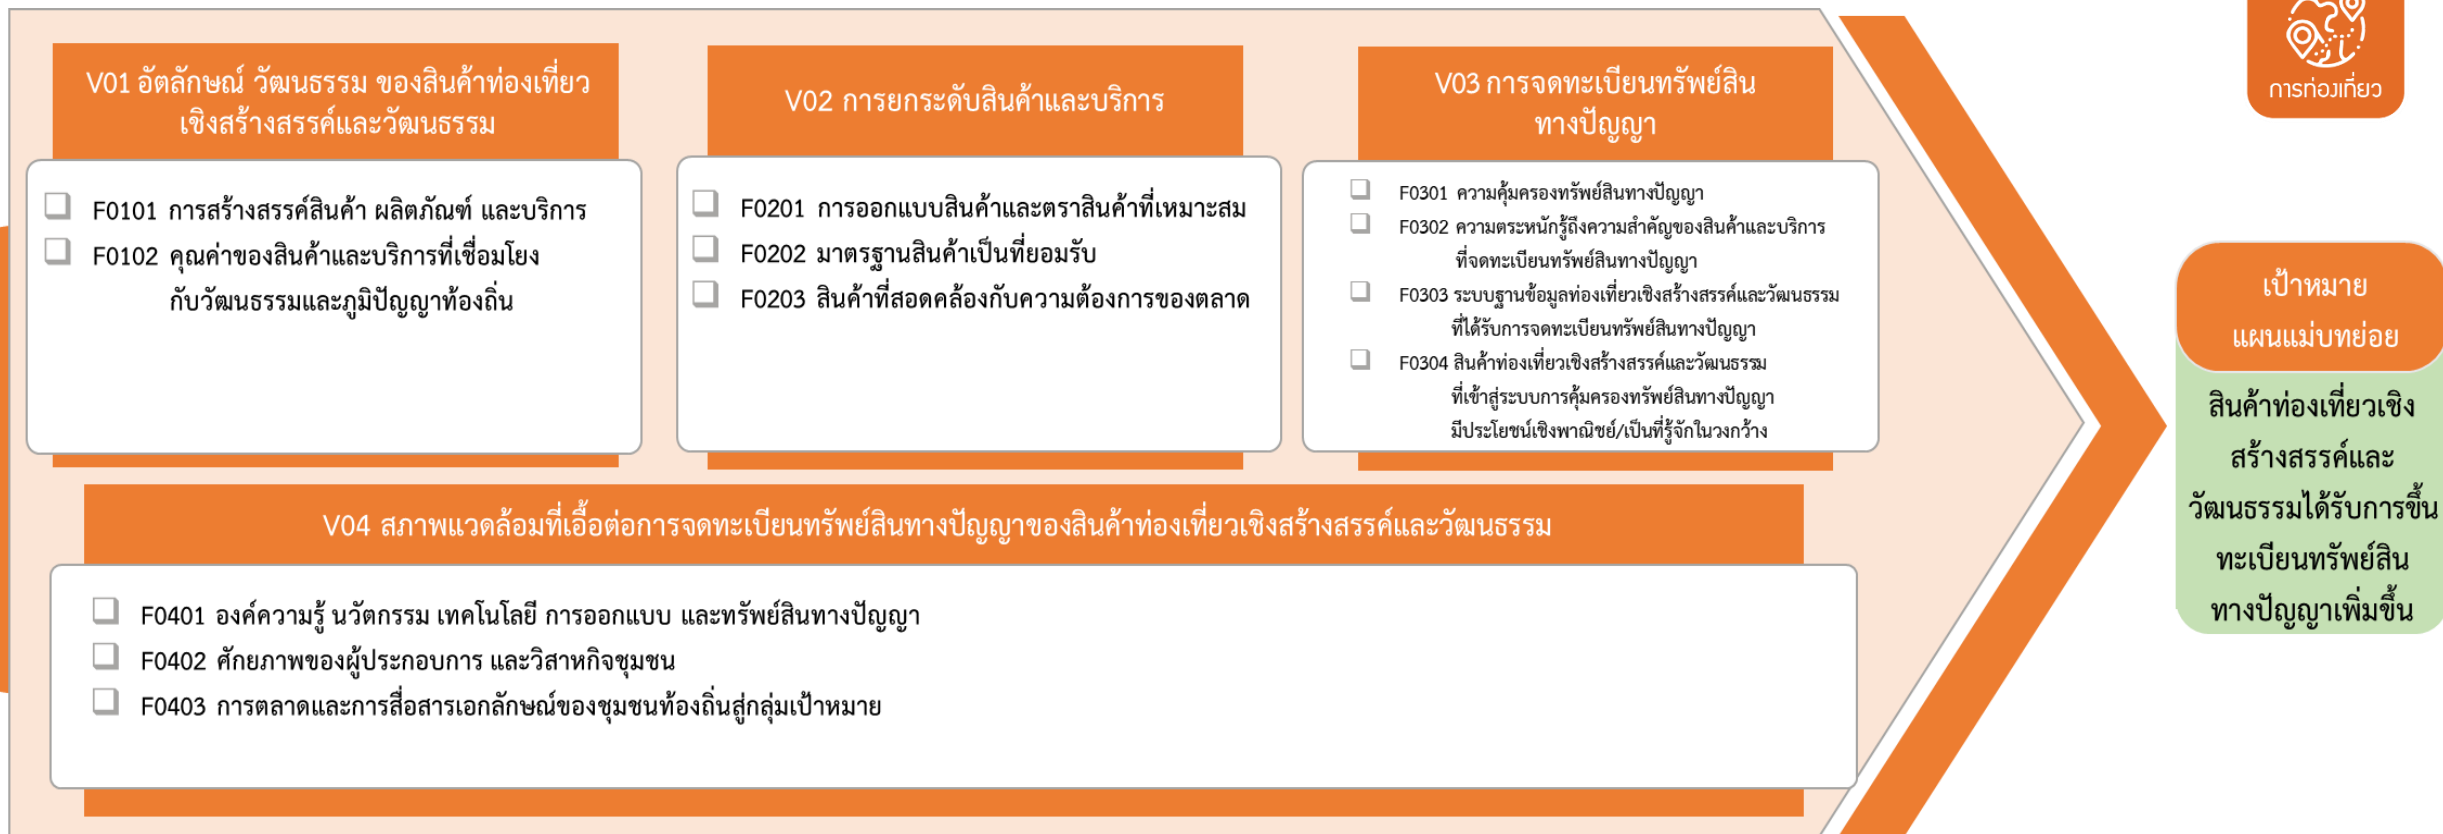 V01 อัตลักษณ์ วัฒนธรรม ของสินค้าท่องเที่ยว
เชิงสร้างสรรค์และวัฒนธรรม
F0101 การสร้างสรรค์สินค้า ผลิตภัณฑ์ และบริการ
F0102 คุณค่าของสินค้าและบริการที่เชื่อมโยง
กับวัฒนธรรมและภูมิปัญญาท้องถิ่น
V02 การยกระดับสินค้าและบริการ
F0201 การออกแบบสินค้าและตราสินค้าที่เหมาะสม
F0202 มาตรฐานสินค้าเป็นที่ยอมรับ
F0203 สินค้าที่สอดคล้องกับความต้องการของตลาด
V03 การจดทะเบียนทรัพย์สิน
ทางปัญญา
F0301 ความคุ้มครองทรัพย์สินทางปัญญา
F0302 ความตระหนักรู้ถึงความสำคัญของสินค้าและบริการ
ที่จดทะเบียนทรัพย์สินทางปัญญา
F0303 ระบบฐานข้อมูลท่องเที่ยวเชิงสร้างสรรค์และวัฒนธรรม
ที่ได้รับการจดทะเบียนทรัพย์สินทางปัญญา
F0304 สินค้าท่องเที่ยวเชิงสร้างสรรค์และวัฒนธรรม
ที่เข้าสู่ระบบการคุ้มครองทรัพย์สินทางปัญญา
มีประโยชน์เชิงพาณิชย์/เป็นที่รู้จักในวงกว้าง
V04 สภาพแวดล้อมที่เอื้อต่อการจดทะเบียนทรัพย์สินทางปัญญาของสินค้าท่องเที่ยวเชิงสร้างสรรค์และวัฒนธรรม
F0401 องค์ความรู้ นวัตกรรม เทคโนโลยี การออกแบบ และทรัพย์สินทางปัญญา
F0402 ศักยภาพของผู้ประกอบการ และวิสาหกิจชุมชน
F0403 การตลาดและการสื่อสารเอกลักษณ์ของชุมชนท้องถิ่นสู่กลุ่มเป้าหมาย
การท่องเที่ยว
เป้าหมาย
แผนแม่บทย่อย
สินค้าท่องเที่ยวเชิง
สร้างสรรค์และ
วัฒนธรรมได้รับการขึ้น
ทะเบียนทรัพย์สิน
ทางปัญญาเพิ่มขึ้น